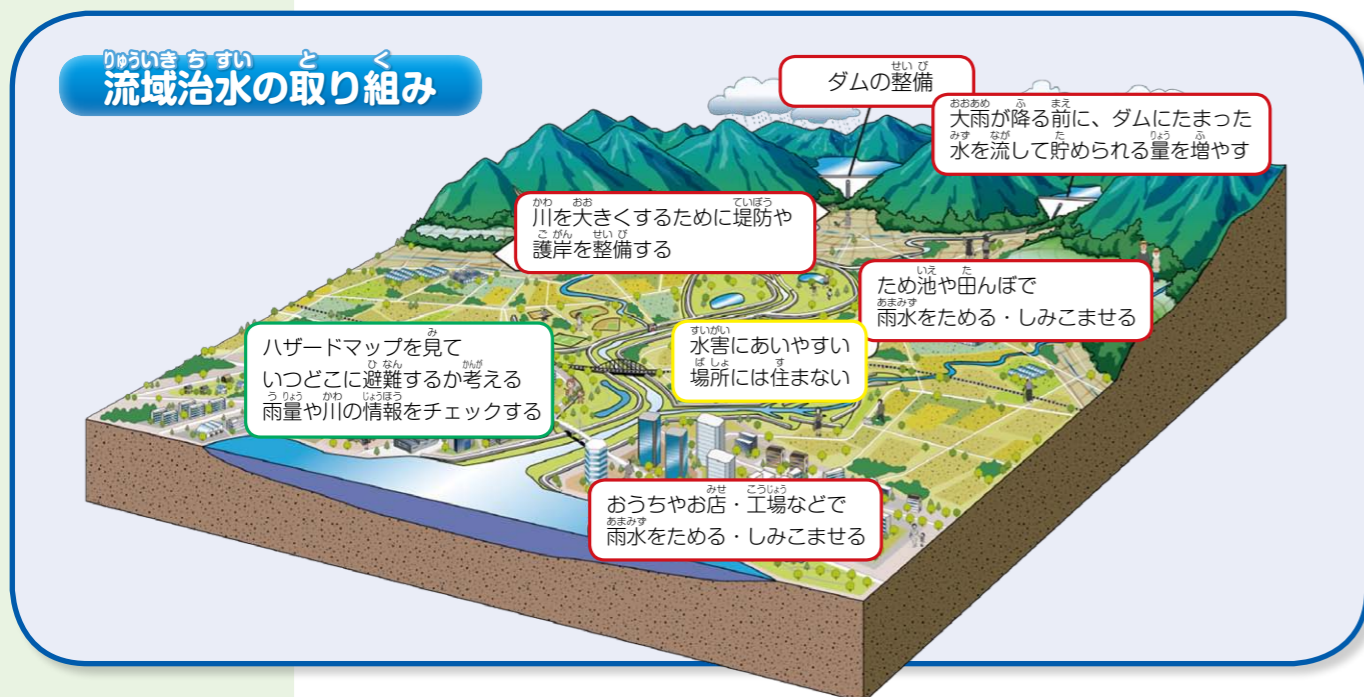 流域治水の取り組み
ダムの整備
大雨が降る前に、ダムにたまった
水を流して貯められる量を増やす
川を大きくするために堤防や
護岸を整備する
ため池や田んぼで
雨水をためる・しみこませる
ハザードマップを見て
いつどこに避難するか考える
雨量や川の情報をチェックする
水害にあいやすい
場所には住まない
おうちやお店・工場などで
雨水をためる・しみこませる